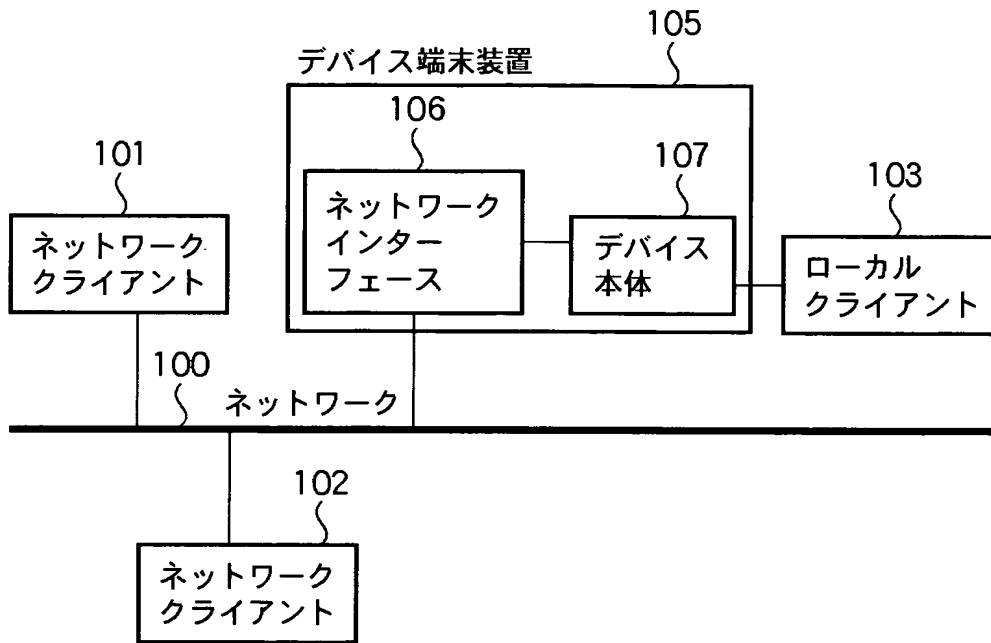 105
デバイス端末装置
106
101
107
103
ネットワーク
インター
フェース
ネットワーク
クライアント
デバイス
本体
ローカル
クライアント
100
ネットワーク
102
ネットワーク
クライアント